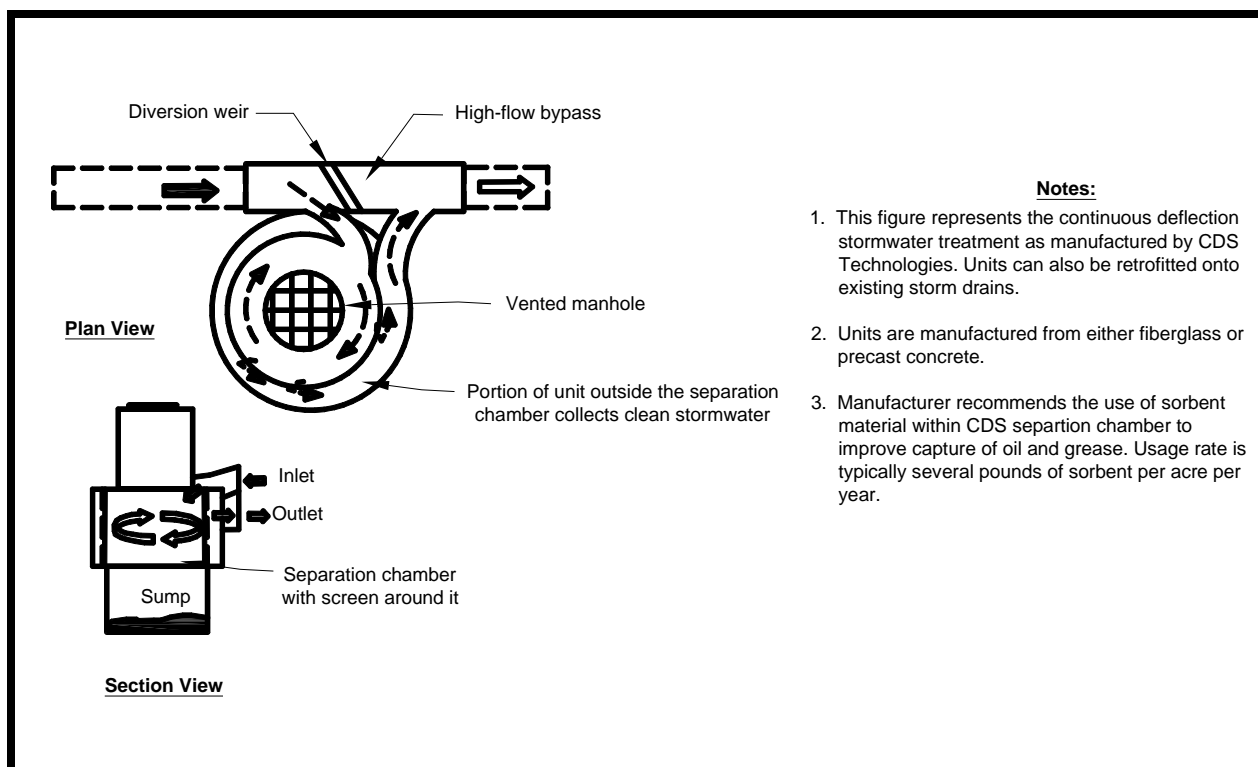 Diversion weir
High-flow bypass
Vented manhole
Plan View
Portion of unit outside the separation
chamber collects clean stormwater
Inlet
Outlet
Separation chamber
with screen around it
Sump
Section View
Notes:
1. This figure represents the continuous deflection
stormwater treatment as manufactured by CDS
Technologies. Units can also be retrofitted onto
existing storm drains.
2. Units are manufactured from either fiberglass or
precast concrete.
3. Manufacturer recommends the use of sorbent
material within CDS separtion chamber to
improve capture of oil and grease. Usage rate is
typically several pounds of sorbent per acre per
year.